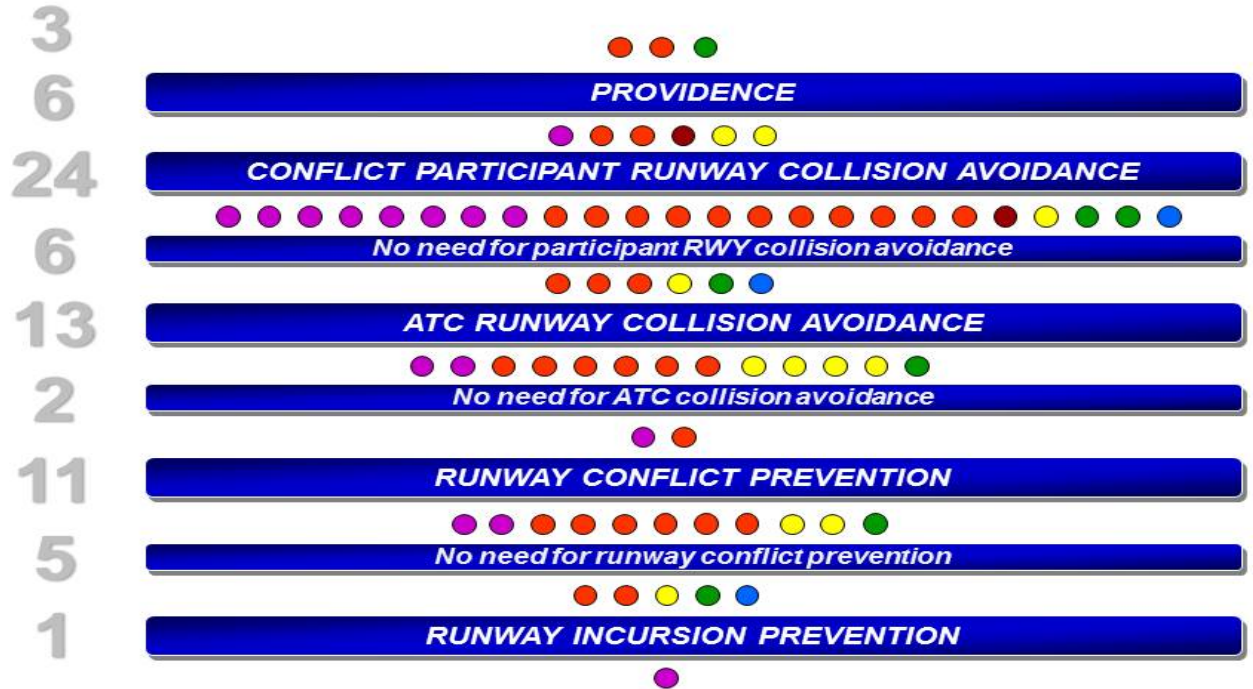 3
6
PROVIDENCE
24
CONFLICT PARTICIPANT RUNWAY COLLISION AVOIDANCE
6
No need for participant RWY collision avoidance
13
ATC RUNWAY COLLISION AVOIDANCE
2
No need for ATC collision avoidance
11
RUNWAY CONFLICT PREVENTION
5
No need for runway conflict prevention
1
RUNWAY INCURSION PREVENTION